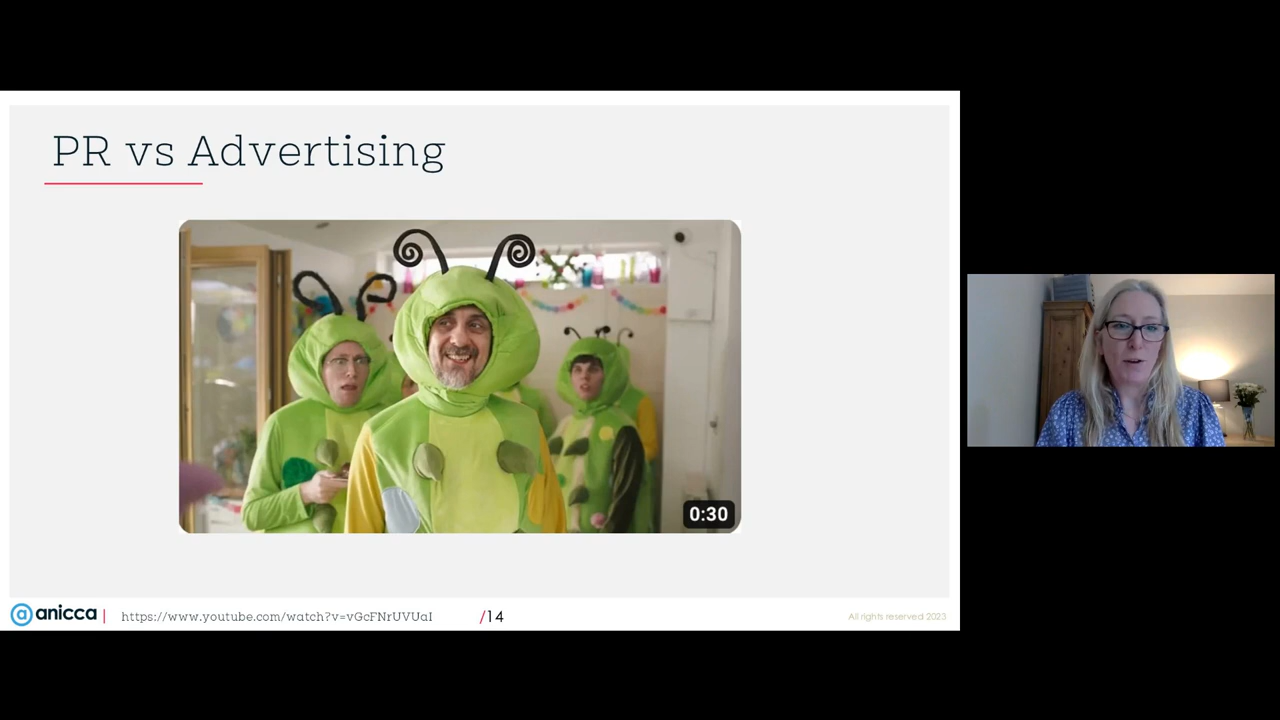 PR vs Advertising
0:30
@anicca
https://www.youtube.com/watch?v=vGcFNrUVUaI
/14
All rights reserved 2023